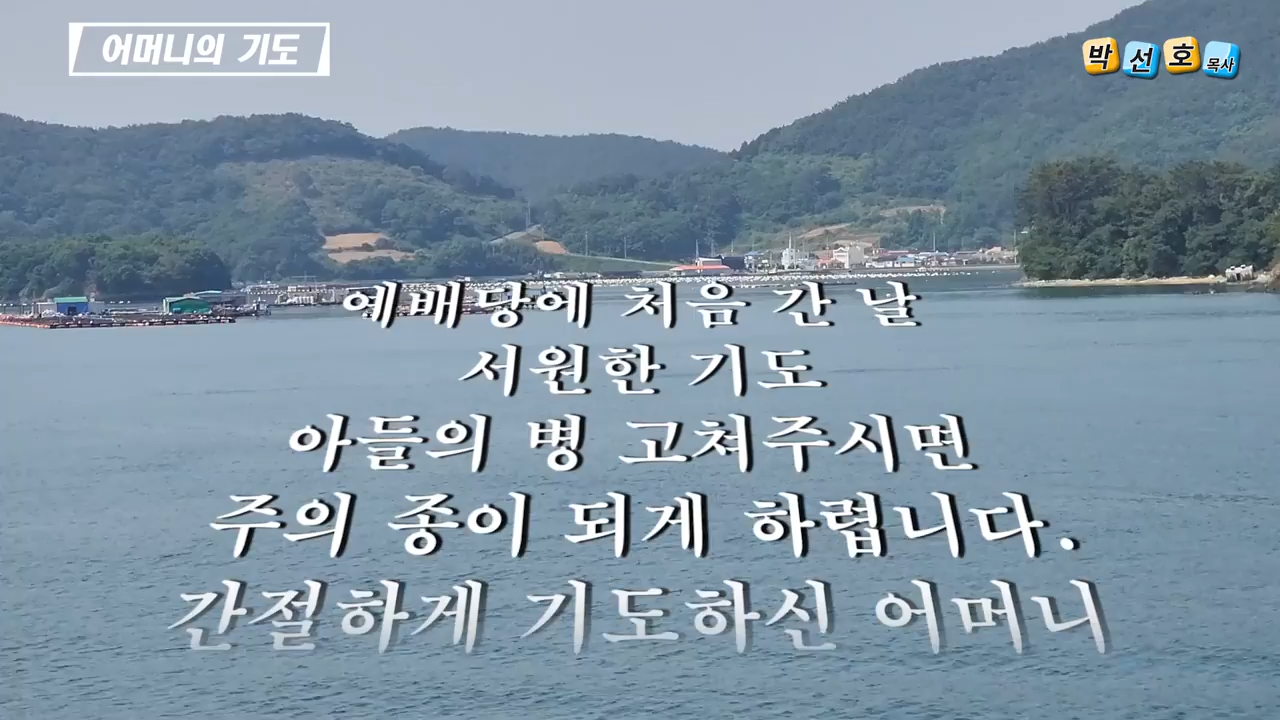 어머니의 기도
박선호 목사
예배당에 처음 간 날
서원한 기도
아들의 병 고쳐주시면
주의 종이 되게 하렵니다.
간절하게 기도하신 어머니